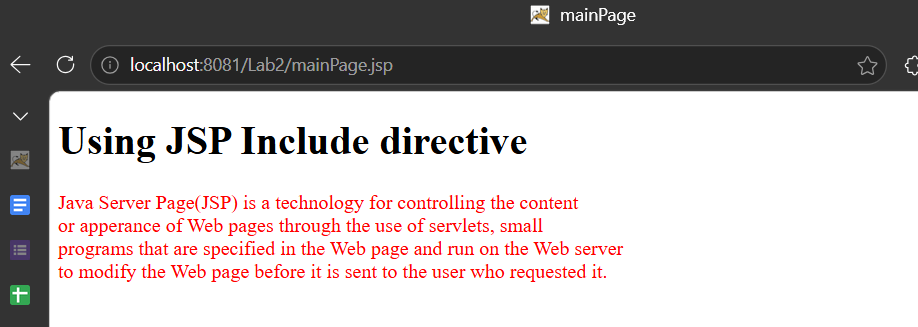 mainPage
localhost:8081/Lab2/mainPage.jsp
Using JSP Include directive
Java Server Page(JSP) is a technology for controlling the content
or apperance of Web pages through the use of servlets, small
programs that are specified in the Web page and run on the Web server
to modify the Web page before it is sent to the user who requested it.